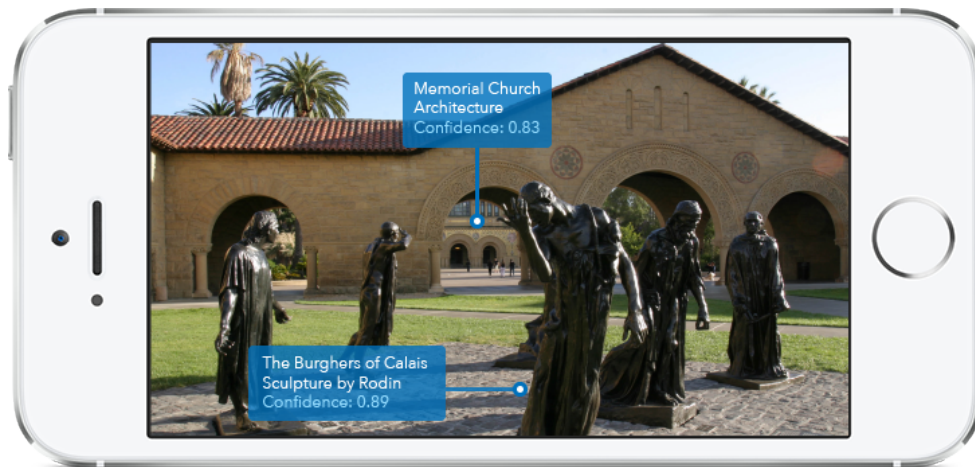 Memorial Church
Architecture
Confidence: 0.83
The Burghers of Calais
Sculpture by Rodin
Confidence: 0.89